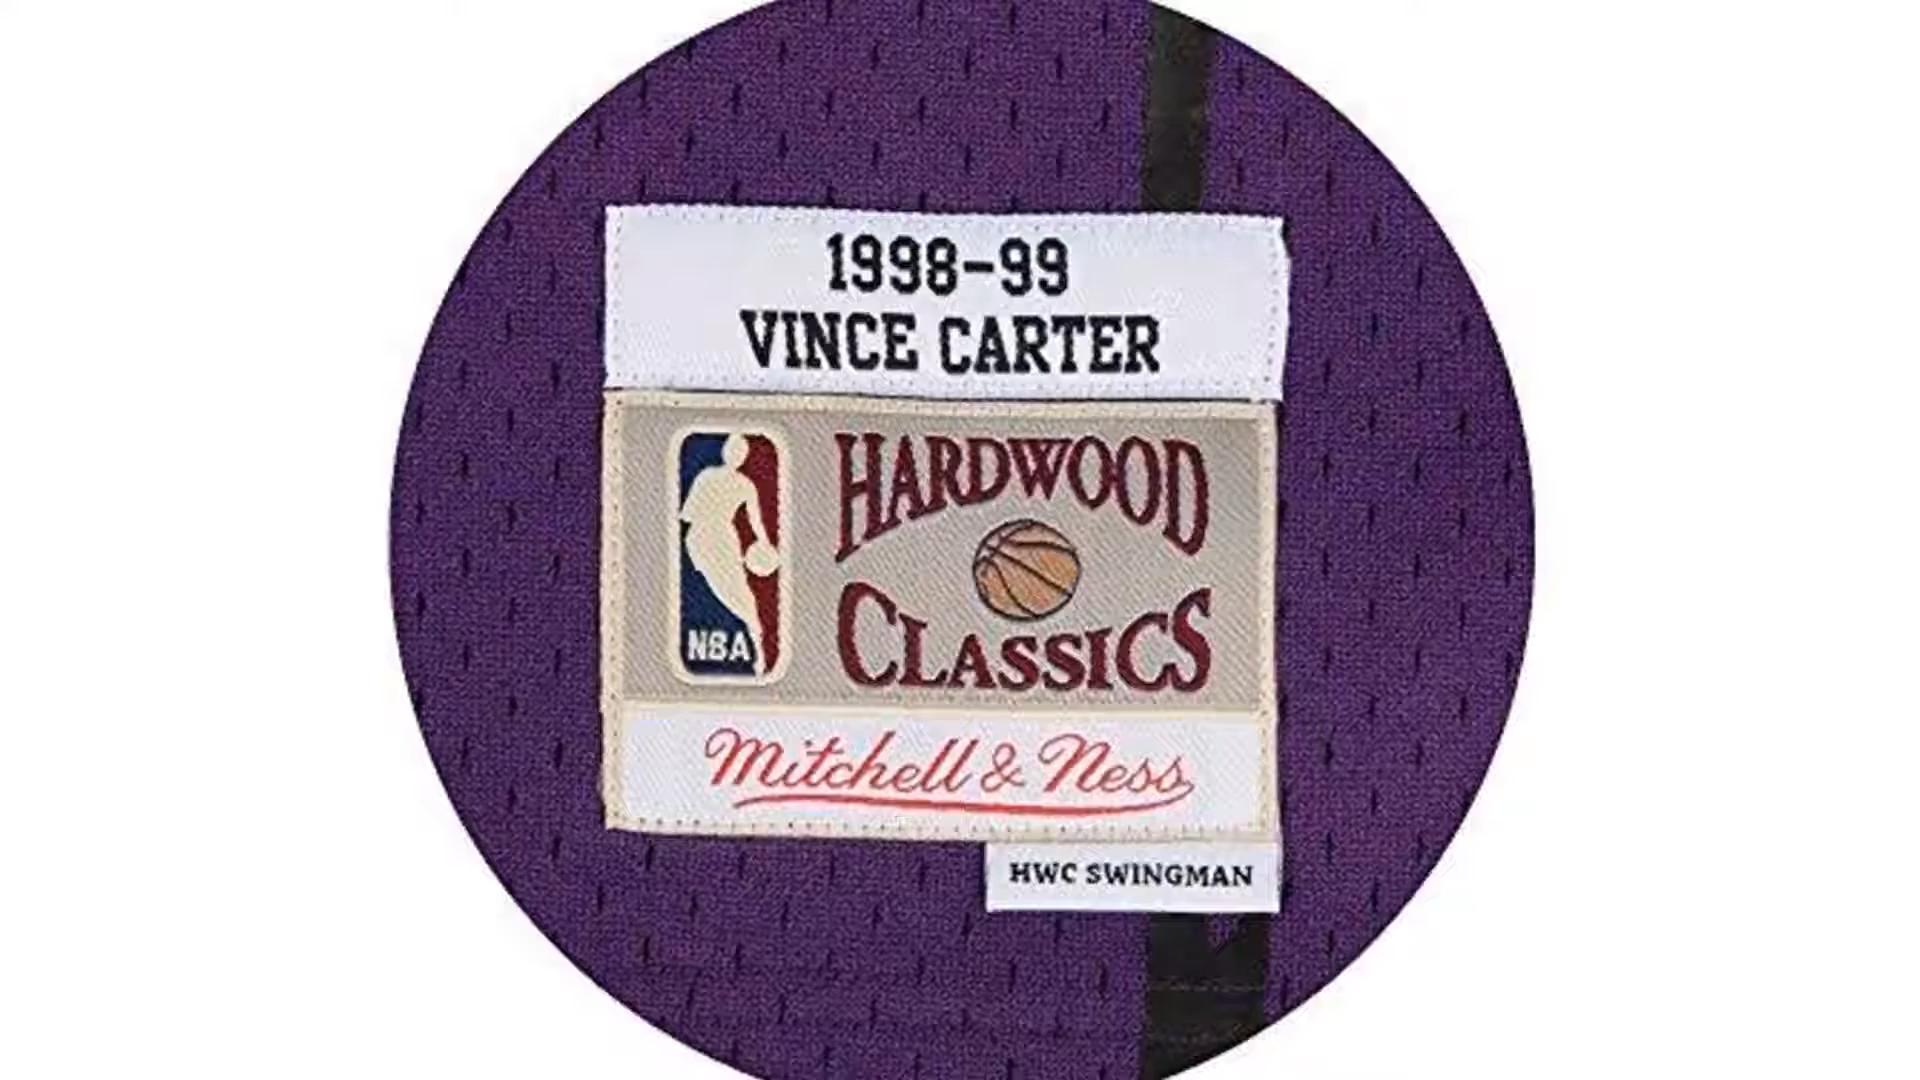 1998-99
VINCE CARTER
HARDWOOD
CLASSICS
NBA
Mitchell & Ness
HWC SWINGMAN